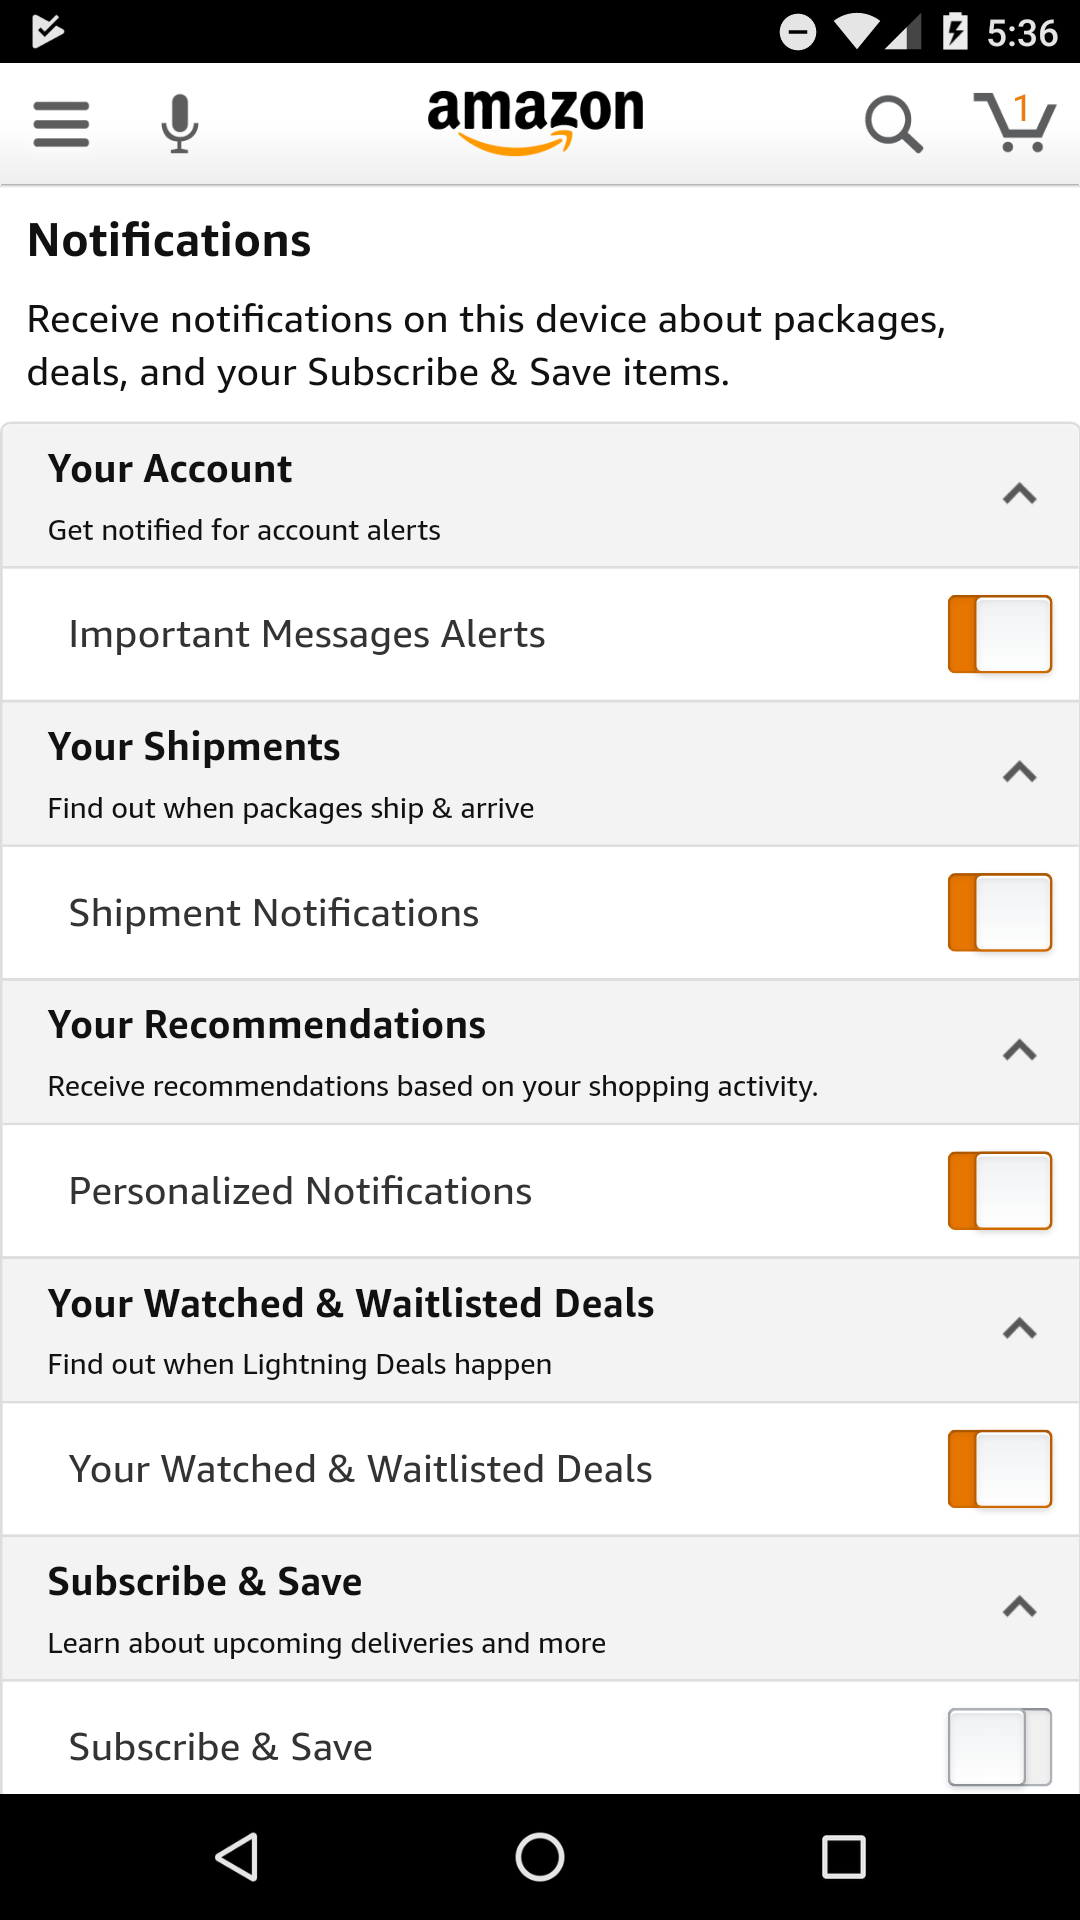 5:36
amazon
1
Notifications
Receive notifications on this device about packages,
deals, and your Subscribe & Save items.
Your Account
Get notified for account alerts
Important Messages Alerts
Your Shipments
Find out when packages ship & arrive
Shipment Notifications
Your Recommendations
Receive recommendations based on your shopping activity.
Personalized Notifications
Your Watched & Waitlisted Deals
Find out when Lightning Deals happen
Your Watched & Waitlisted Deals
Subscribe & Save
Learn about upcoming deliveries and more
Subscribe & Save